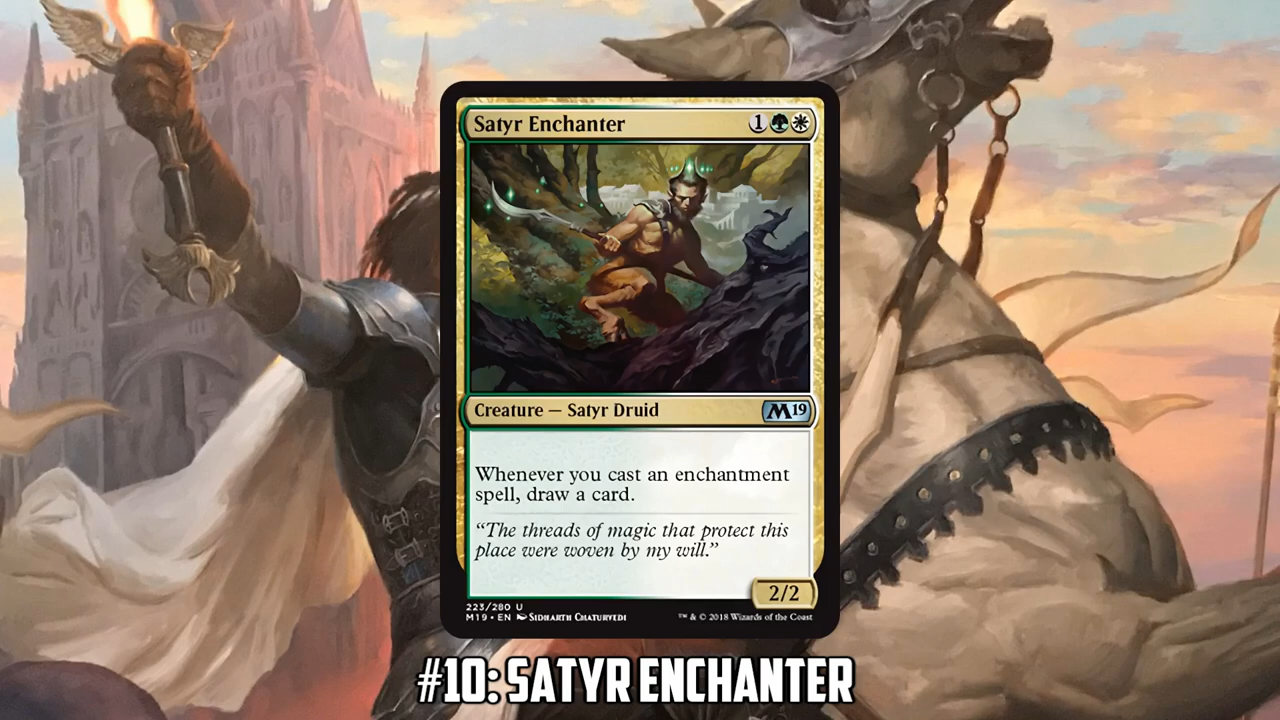 Satyr Enchanter
1
Creature — Satyr Druid
M19
Whenever you cast an enchantment
spell, draw a card.
“The threads of magic that protect this
place were woven by my will.”
2/2
223/280 U
M19 • EN Sidharth Chaturvedi
™ & © 2018 Wizards of the Coast
#10: SATYR ENCHANTER